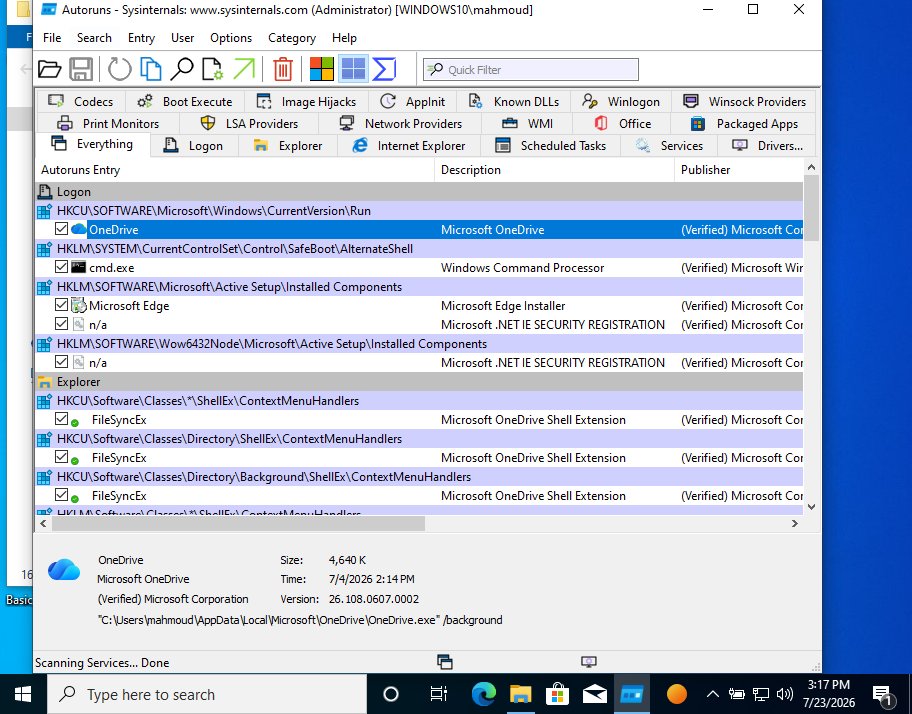 Autoruns - Sysinternals: www.sysinternals.com (Administrator) [WINDOWS10\mahmoud]
F
File Search Entry User Options Category Help
Quick Filter
Codecs Boot Execute Image Hijacks AppInit Known DLLs Winlogon Winsock Providers
Print Monitors LSA Providers Network Providers WMI Office Packaged Apps
Everything Logon Explorer Internet Explorer Scheduled Tasks Services Drivers...
Autoruns Entry Description Publisher
Logon
HKCU\SOFTWARE\Microsoft\Windows\CurrentVersion\Run
OneDrive Microsoft OneDrive (Verified) Microsoft Cor
HKLM\SYSTEM\CurrentControlSet\Control\SafeBoot\AlternateShell
cmd.exe Windows Command Processor (Verified) Microsoft Win
HKLM\SOFTWARE\Microsoft\Active Setup\Installed Components
Microsoft Edge Microsoft Edge Installer (Verified) Microsoft Cor
n/a Microsoft .NET IE SECURITY REGISTRATION (Verified) Microsoft Cor
HKLM\SOFTWARE\Wow6432Node\Microsoft\Active Setup\Installed Components
n/a Microsoft .NET IE SECURITY REGISTRATION (Verified) Microsoft Cor
Explorer
HKCU\Software\Classes\*\ShellEx\ContextMenuHandlers
FileSyncEx Microsoft OneDrive Shell Extension (Verified) Microsoft Cor
HKCU\Software\Classes\Directory\ShellEx\ContextMenuHandlers
FileSyncEx Microsoft OneDrive Shell Extension (Verified) Microsoft Cor
HKCU\Software\Classes\Directory\Background\ShellEx\ContextMenuHandlers
FileSyncEx Microsoft OneDrive Shell Extension (Verified) Microsoft Cor
HKLM\Software\Classes\*\ShellEx\ContextMenuHandlers
OneDrive Size: 4,640 K
Microsoft OneDrive Time: 7/4/2026 2:14 PM
16
(Verified) Microsoft Corporation Version: 26.108.0607.0002
Basic
"C:\Users\mahmoud\AppData\Local\Microsoft\OneDrive\OneDrive.exe" /background
Scanning Services... Done
Type here to search
3:17 PM
7/23/2026
1